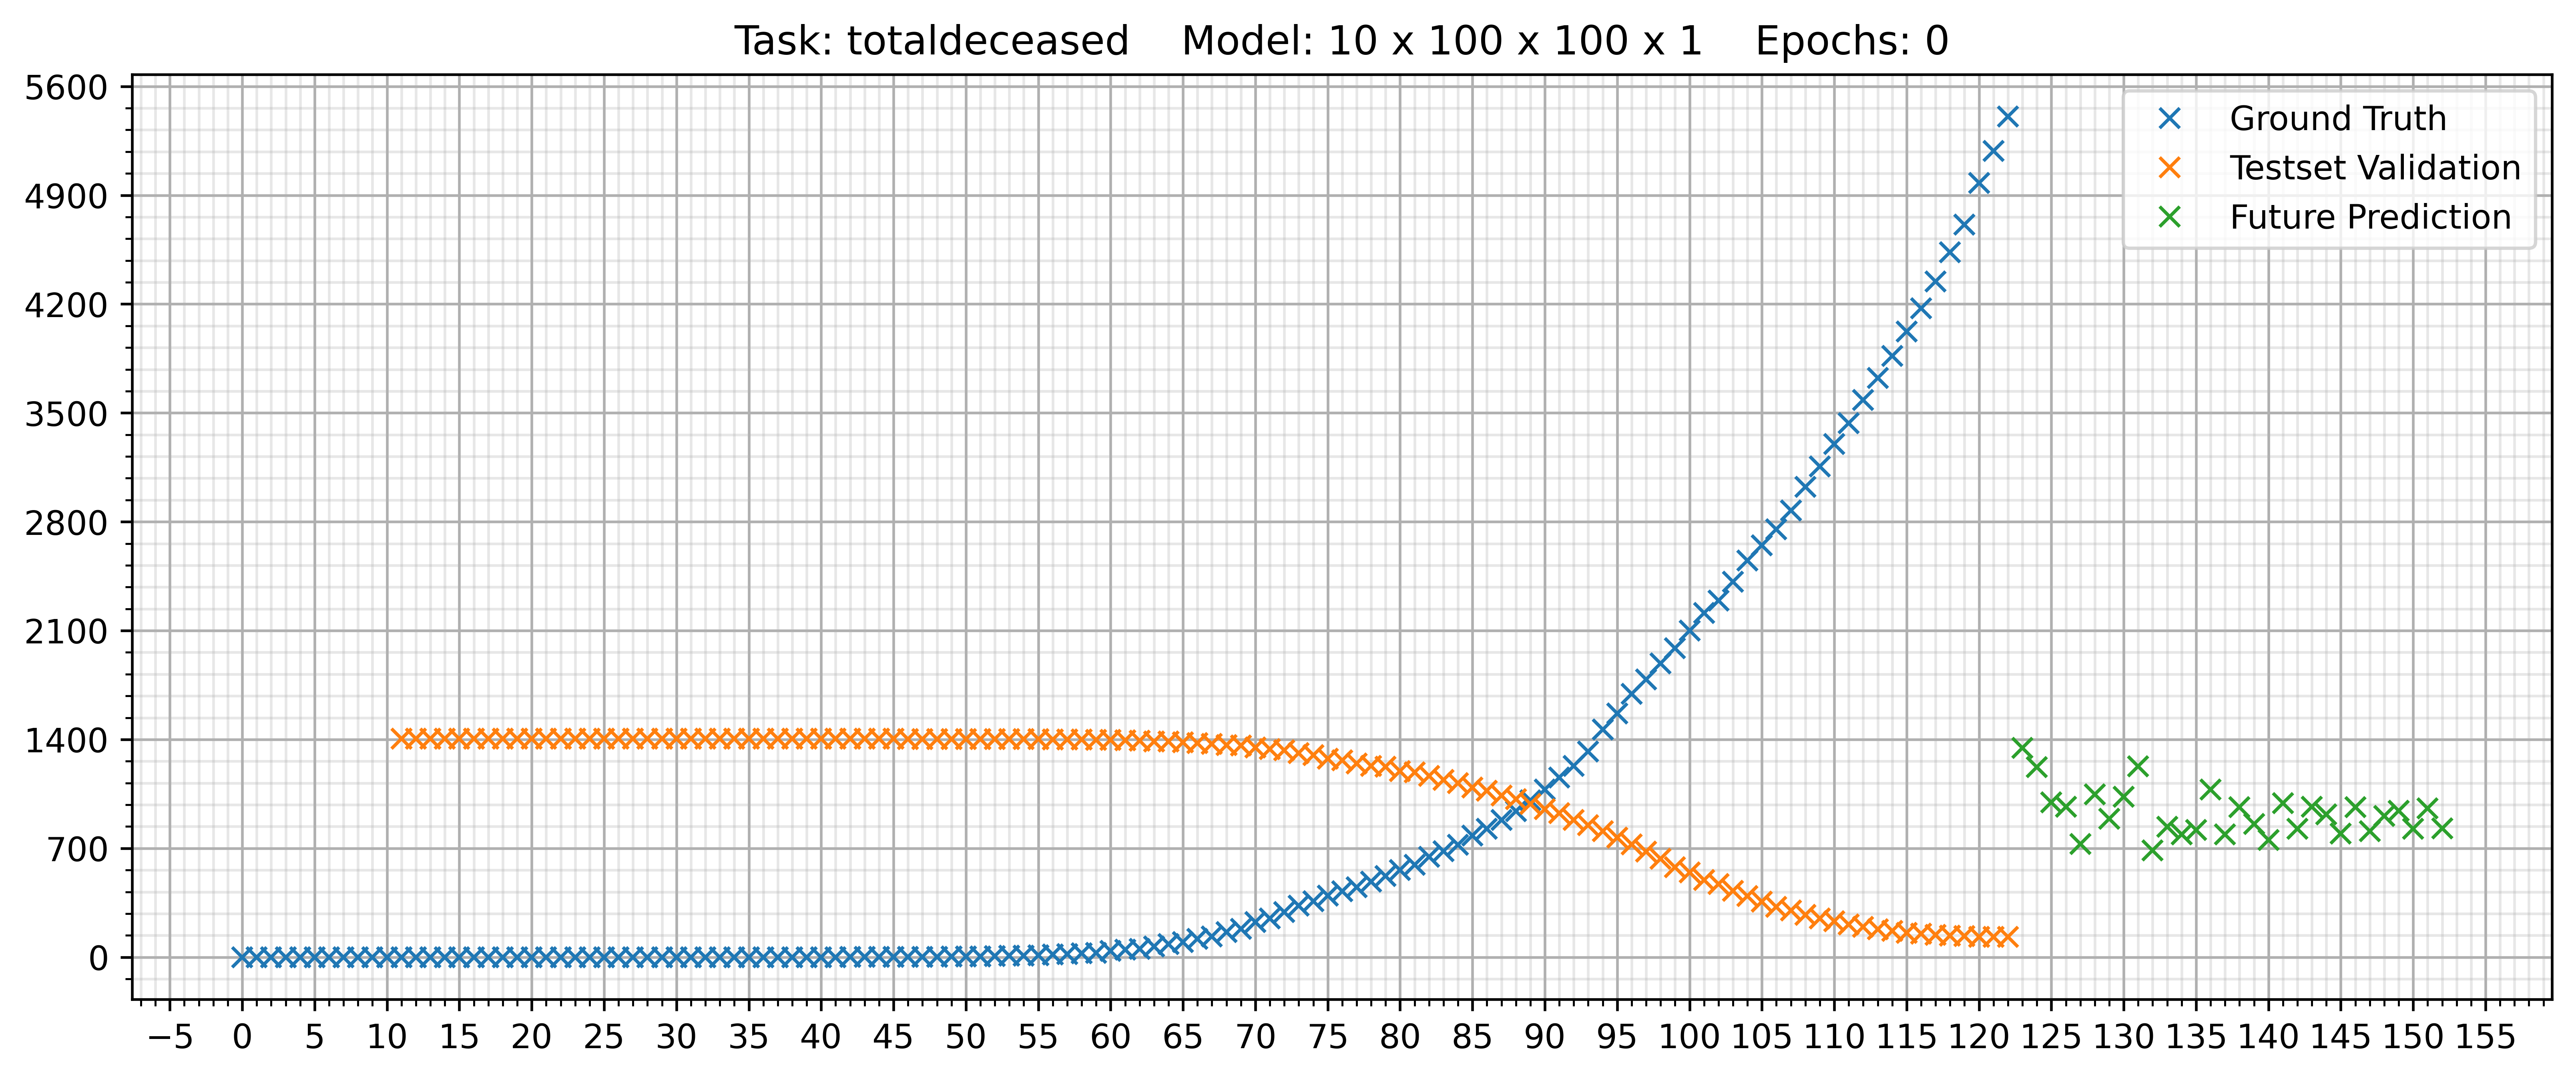 Task: totaldeceased    Model: 10 x 100 x 100 x 1    Epochs: 0
5600
4900
4200
3500
2800
2100
1400
700
0
Ground Truth
Testset Validation
Future Prediction
−5 0 5 10 15 20 25 30 35 40 45 50 55 60 65 70 75 80 85 90 95 100 105 110 115 120 125 130 135 140 145 150 155